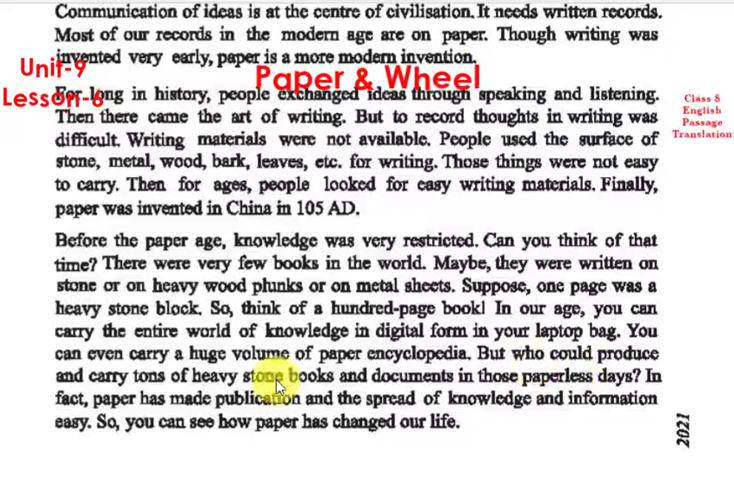 Communication of ideas is at the centre of civilisation. It needs written records.
Most of our records in the modern age are on paper. Though writing was
invented very early, paper is a more modern invention.
Unit-9
Paper & Wheel
Lesson-6
For long in history, people exchanged ideas through speaking and listening.
Then there came the art of writing. But to record thoughts in writing was
difficult. Writing materials were not available. People used the surface of
stone, metal, wood, bark, leaves, etc. for writing. Those things were not easy
to carry. Then for ages, people looked for easy writing materials. Finally,
paper was invented in China in 105 AD.
Class 8
English
Passage
Translation
Before the paper age, knowledge was very restricted. Can you think of that
time? There were very few books in the world. Maybe, they were written on
stone or on heavy wood plunks or on metal sheets. Suppose, one page was a
heavy stone block. So, think of a hundred-page book! In our age, you can
carry the entire world of knowledge in digital form in your laptop bag. You
can even carry a huge volume of paper encyclopedia. But who could produce
and carry tons of heavy stone books and documents in those paperless days? In
fact, paper has made publication and the spread of knowledge and information
easy. So, you can see how paper has changed our life.
2021